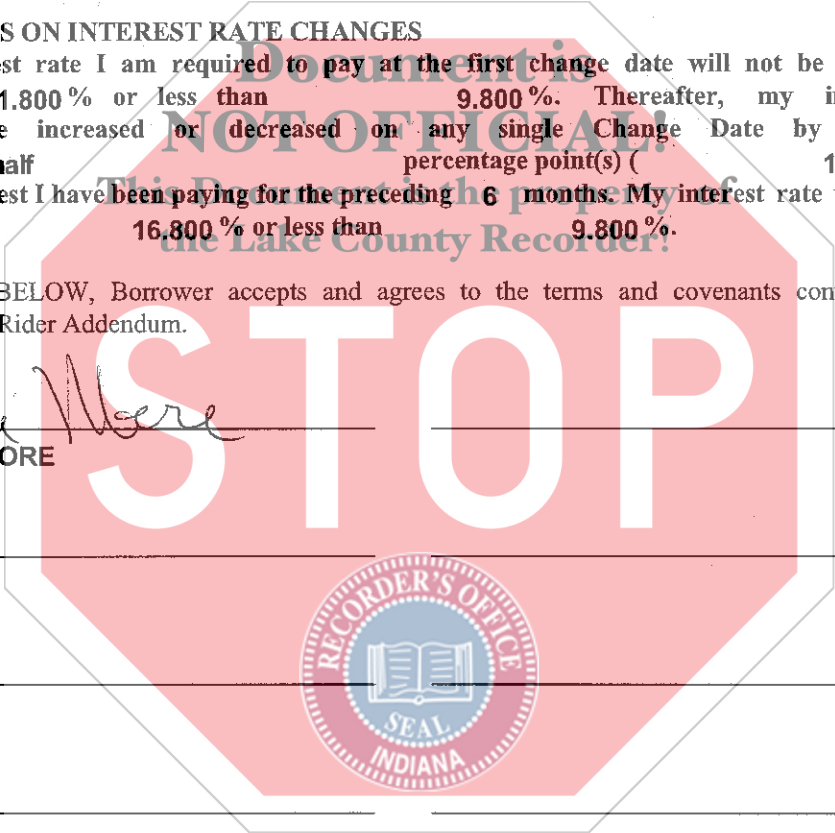 S ON INTEREST RATE CHANGES
est rate I am required to pay at the first change date will not be
1.800 % or less than 9.800 %. Thereafter, my in
e increased or decreased on any single Change Date by
half percentage point(s) ( 1
est I have been paying for the preceding 6 months. My interest rate
16.800 % or less than 9.800 %.
Document is
NOT OFFICIAL!
This Document is the property of
the Lake County Recorder!
BELOW, Borrower accepts and agrees to the terms and covenants con
Rider Addendum.
STOP
Moore
ORE
RECORDER'S OFFICE
SEAL
INDIANA